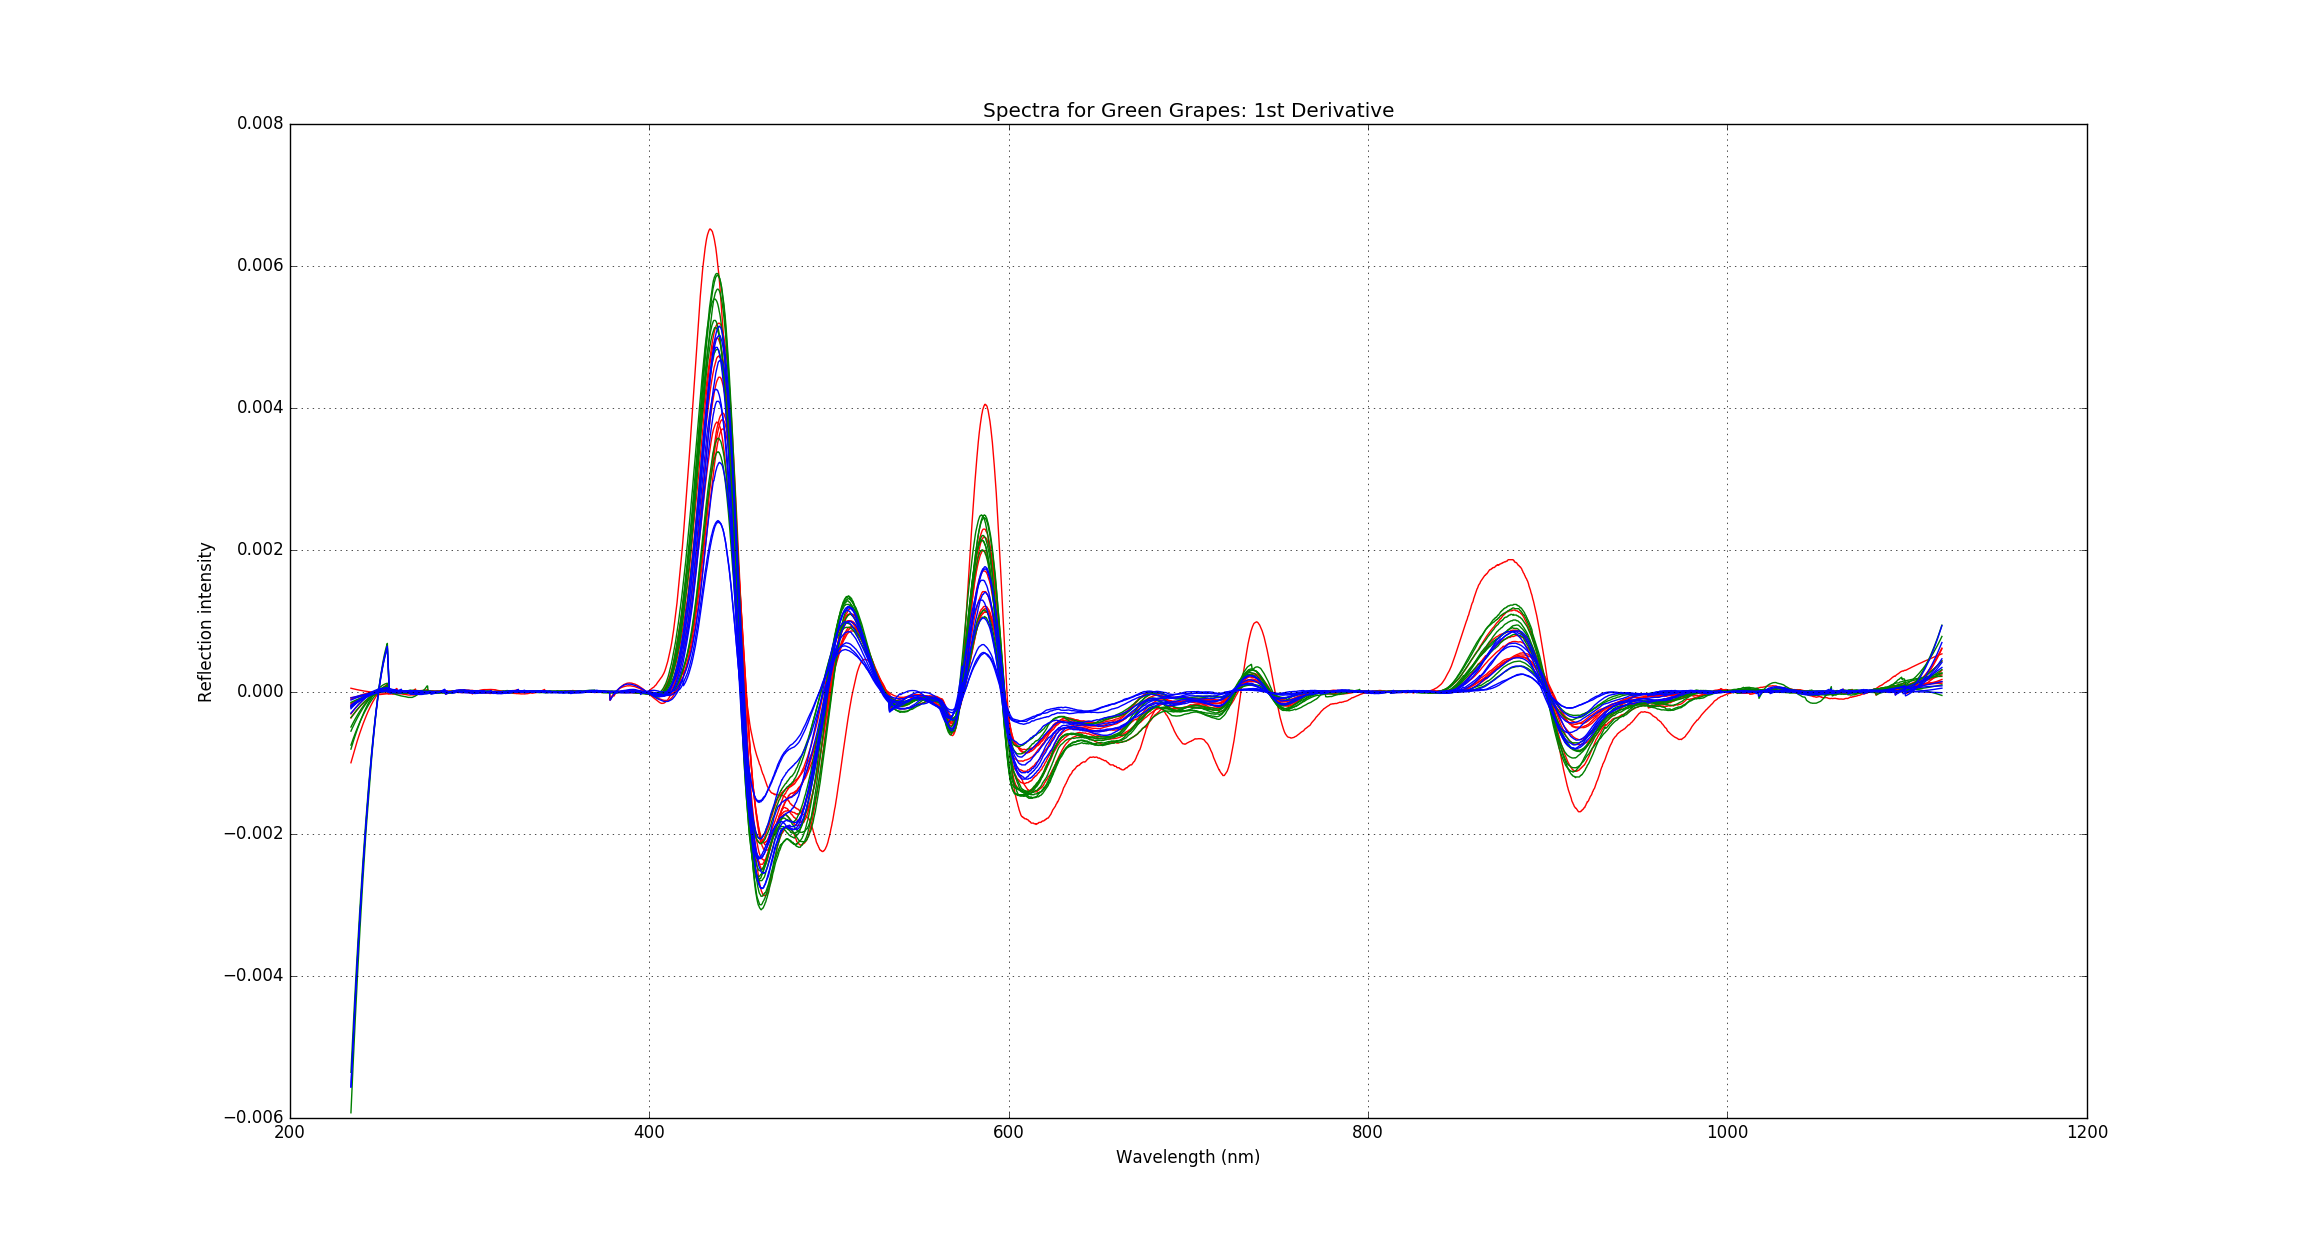 Spectra for Green Grapes: 1st Derivative
0.008
0.006
0.004
0.002
0.000
−0.002
−0.004
−0.006
Reflection intensity
200 400 600 800 1000 1200
Wavelength (nm)